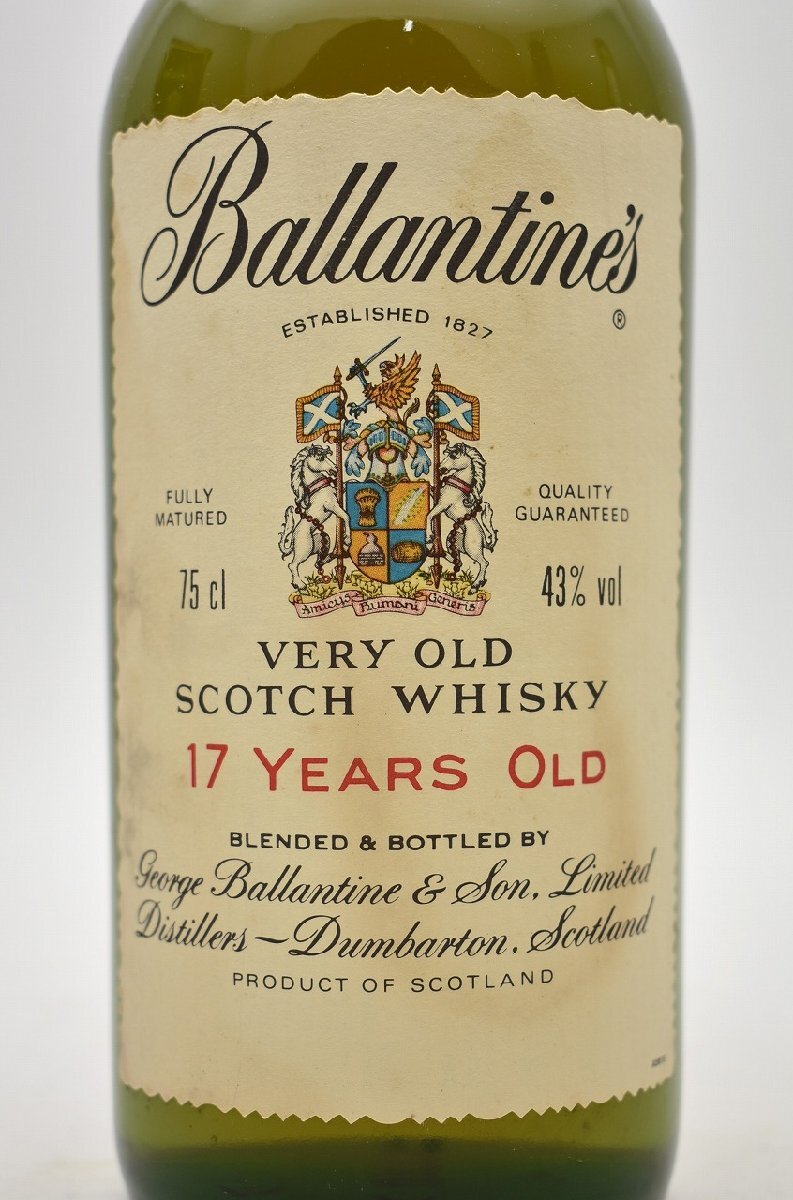 Ballantine's
®
ESTABLISHED 1827
FULLY
MATURED
QUALITY
GUARANTEED
75 cl
43% vol
Amicus Humani Generis
VERY OLD
SCOTCH WHISKY
17 YEARS OLD
BLENDED & BOTTLED BY
George Ballantine & Son, Limited
Distillers – Dumbarton. Scotland
PRODUCT OF SCOTLAND